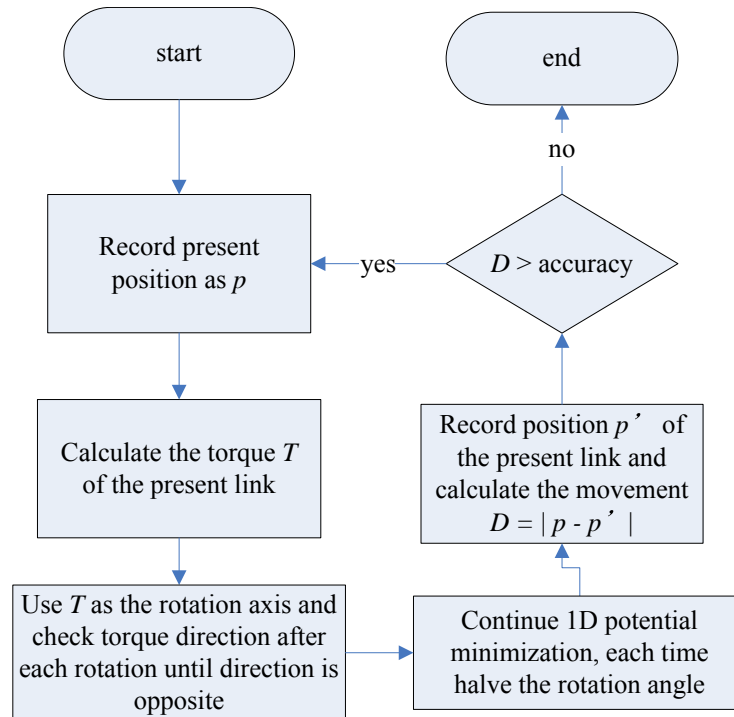 start
Record present
position as p
Calculate the torque T
of the present link
Use T as the rotation axis and
check torque direction after
each rotation until direction is
opposite
Continue 1D potential
minimization, each time
halve the rotation angle
Record position p’ of
the present link and
calculate the movement
D = | p - p’ |
D > accuracy
yes
no
end